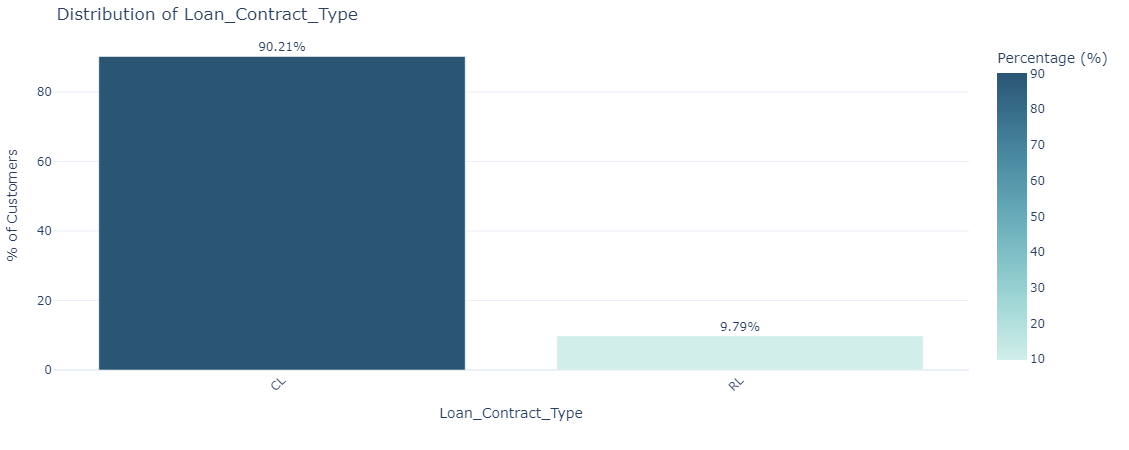 Distribution of Loan_Contract_Type
90.21%
9.79%
80
60
40
20
0
% of Customers
CL
RL
Loan_Contract_Type
Percentage (%)
90
80
70
60
50
40
30
20
10